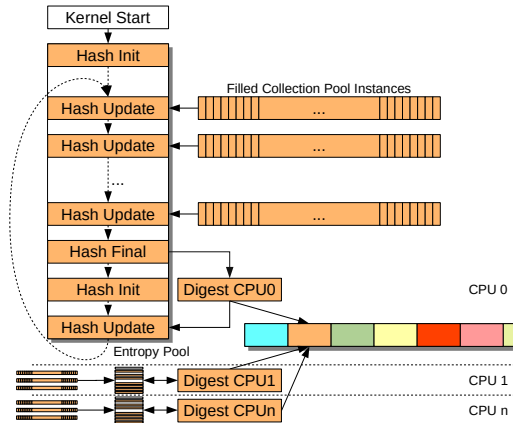 Kernel Start
Hash Init
Filled Collection Pool Instances
Hash Update
...
Hash Update
...
...
Hash Update
...
Hash Final
Hash Init
Digest CPU0
CPU 0
Hash Update
Entropy Pool
Digest CPU1
CPU 1
Digest CPUn
CPU n